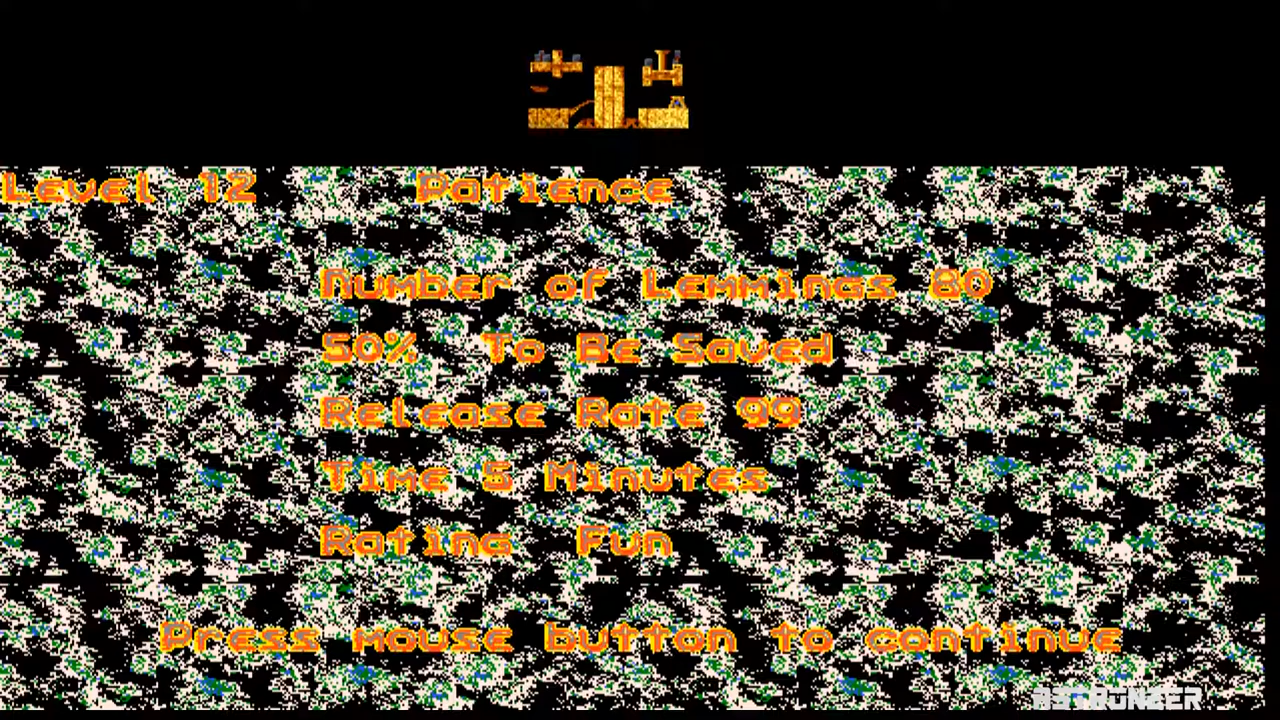 Level 12 Patience
Number of Lemmings 80
50% To Be Saved
Release Rate 99
Time 5 Minutes
Rating Fun
Press mouse button to continue
ASTRUNEER